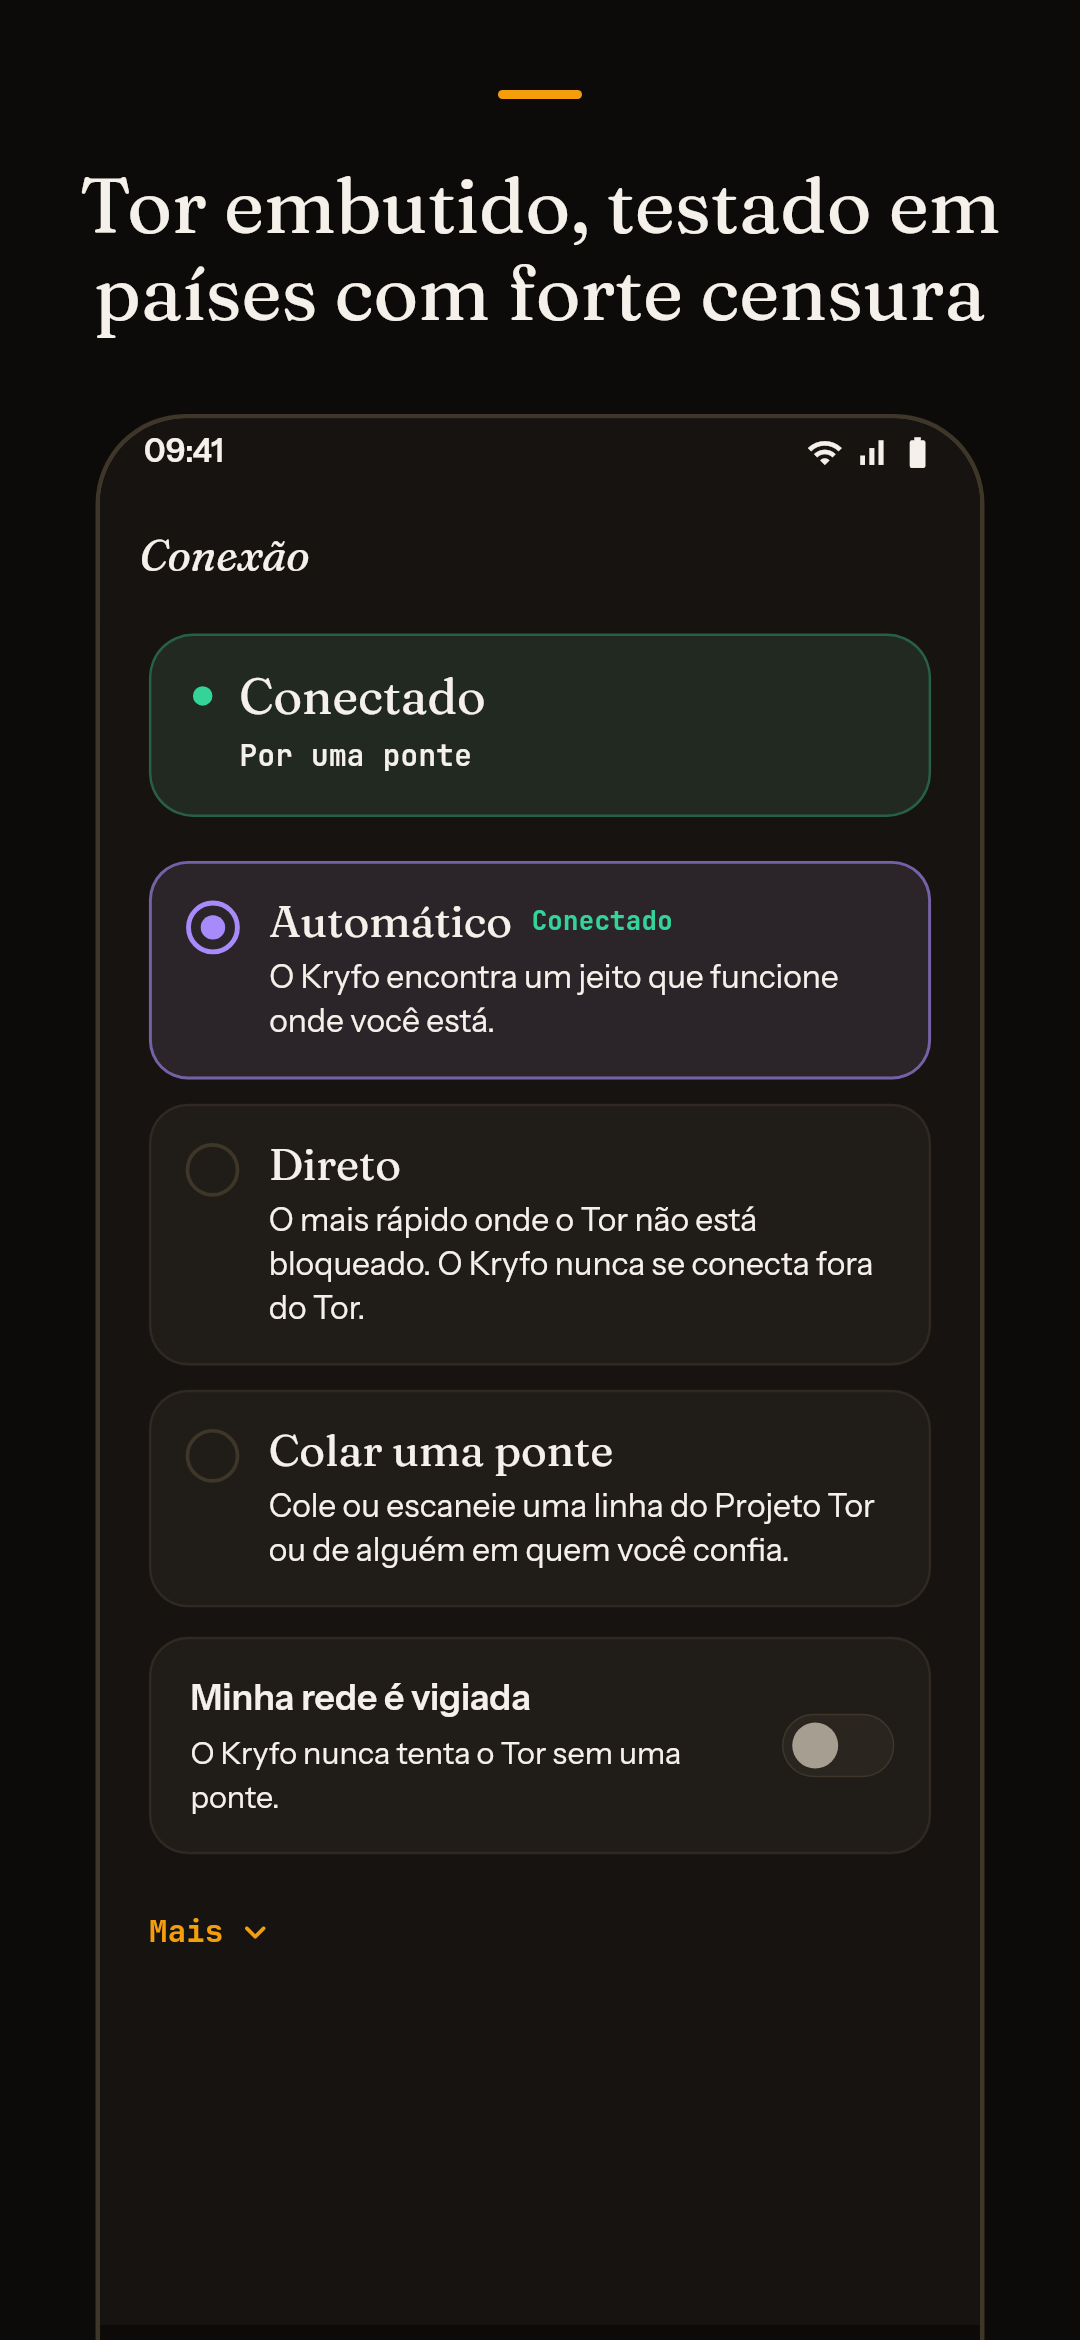 Tor embutido, testado em
países com forte censura
09:41
Conexão
Conectado
Por uma ponte
Automático Conectado
O Kryfo encontra um jeito que funcione
onde você está.
Direto
O mais rápido onde o Tor não está
bloqueado. O Kryfo nunca se conecta fora
do Tor.
Colar uma ponte
Cole ou escaneie uma linha do Projeto Tor
ou de alguém em quem você confia.
Minha rede é vigiada
O Kryfo nunca tenta o Tor sem uma
ponte.
Mais